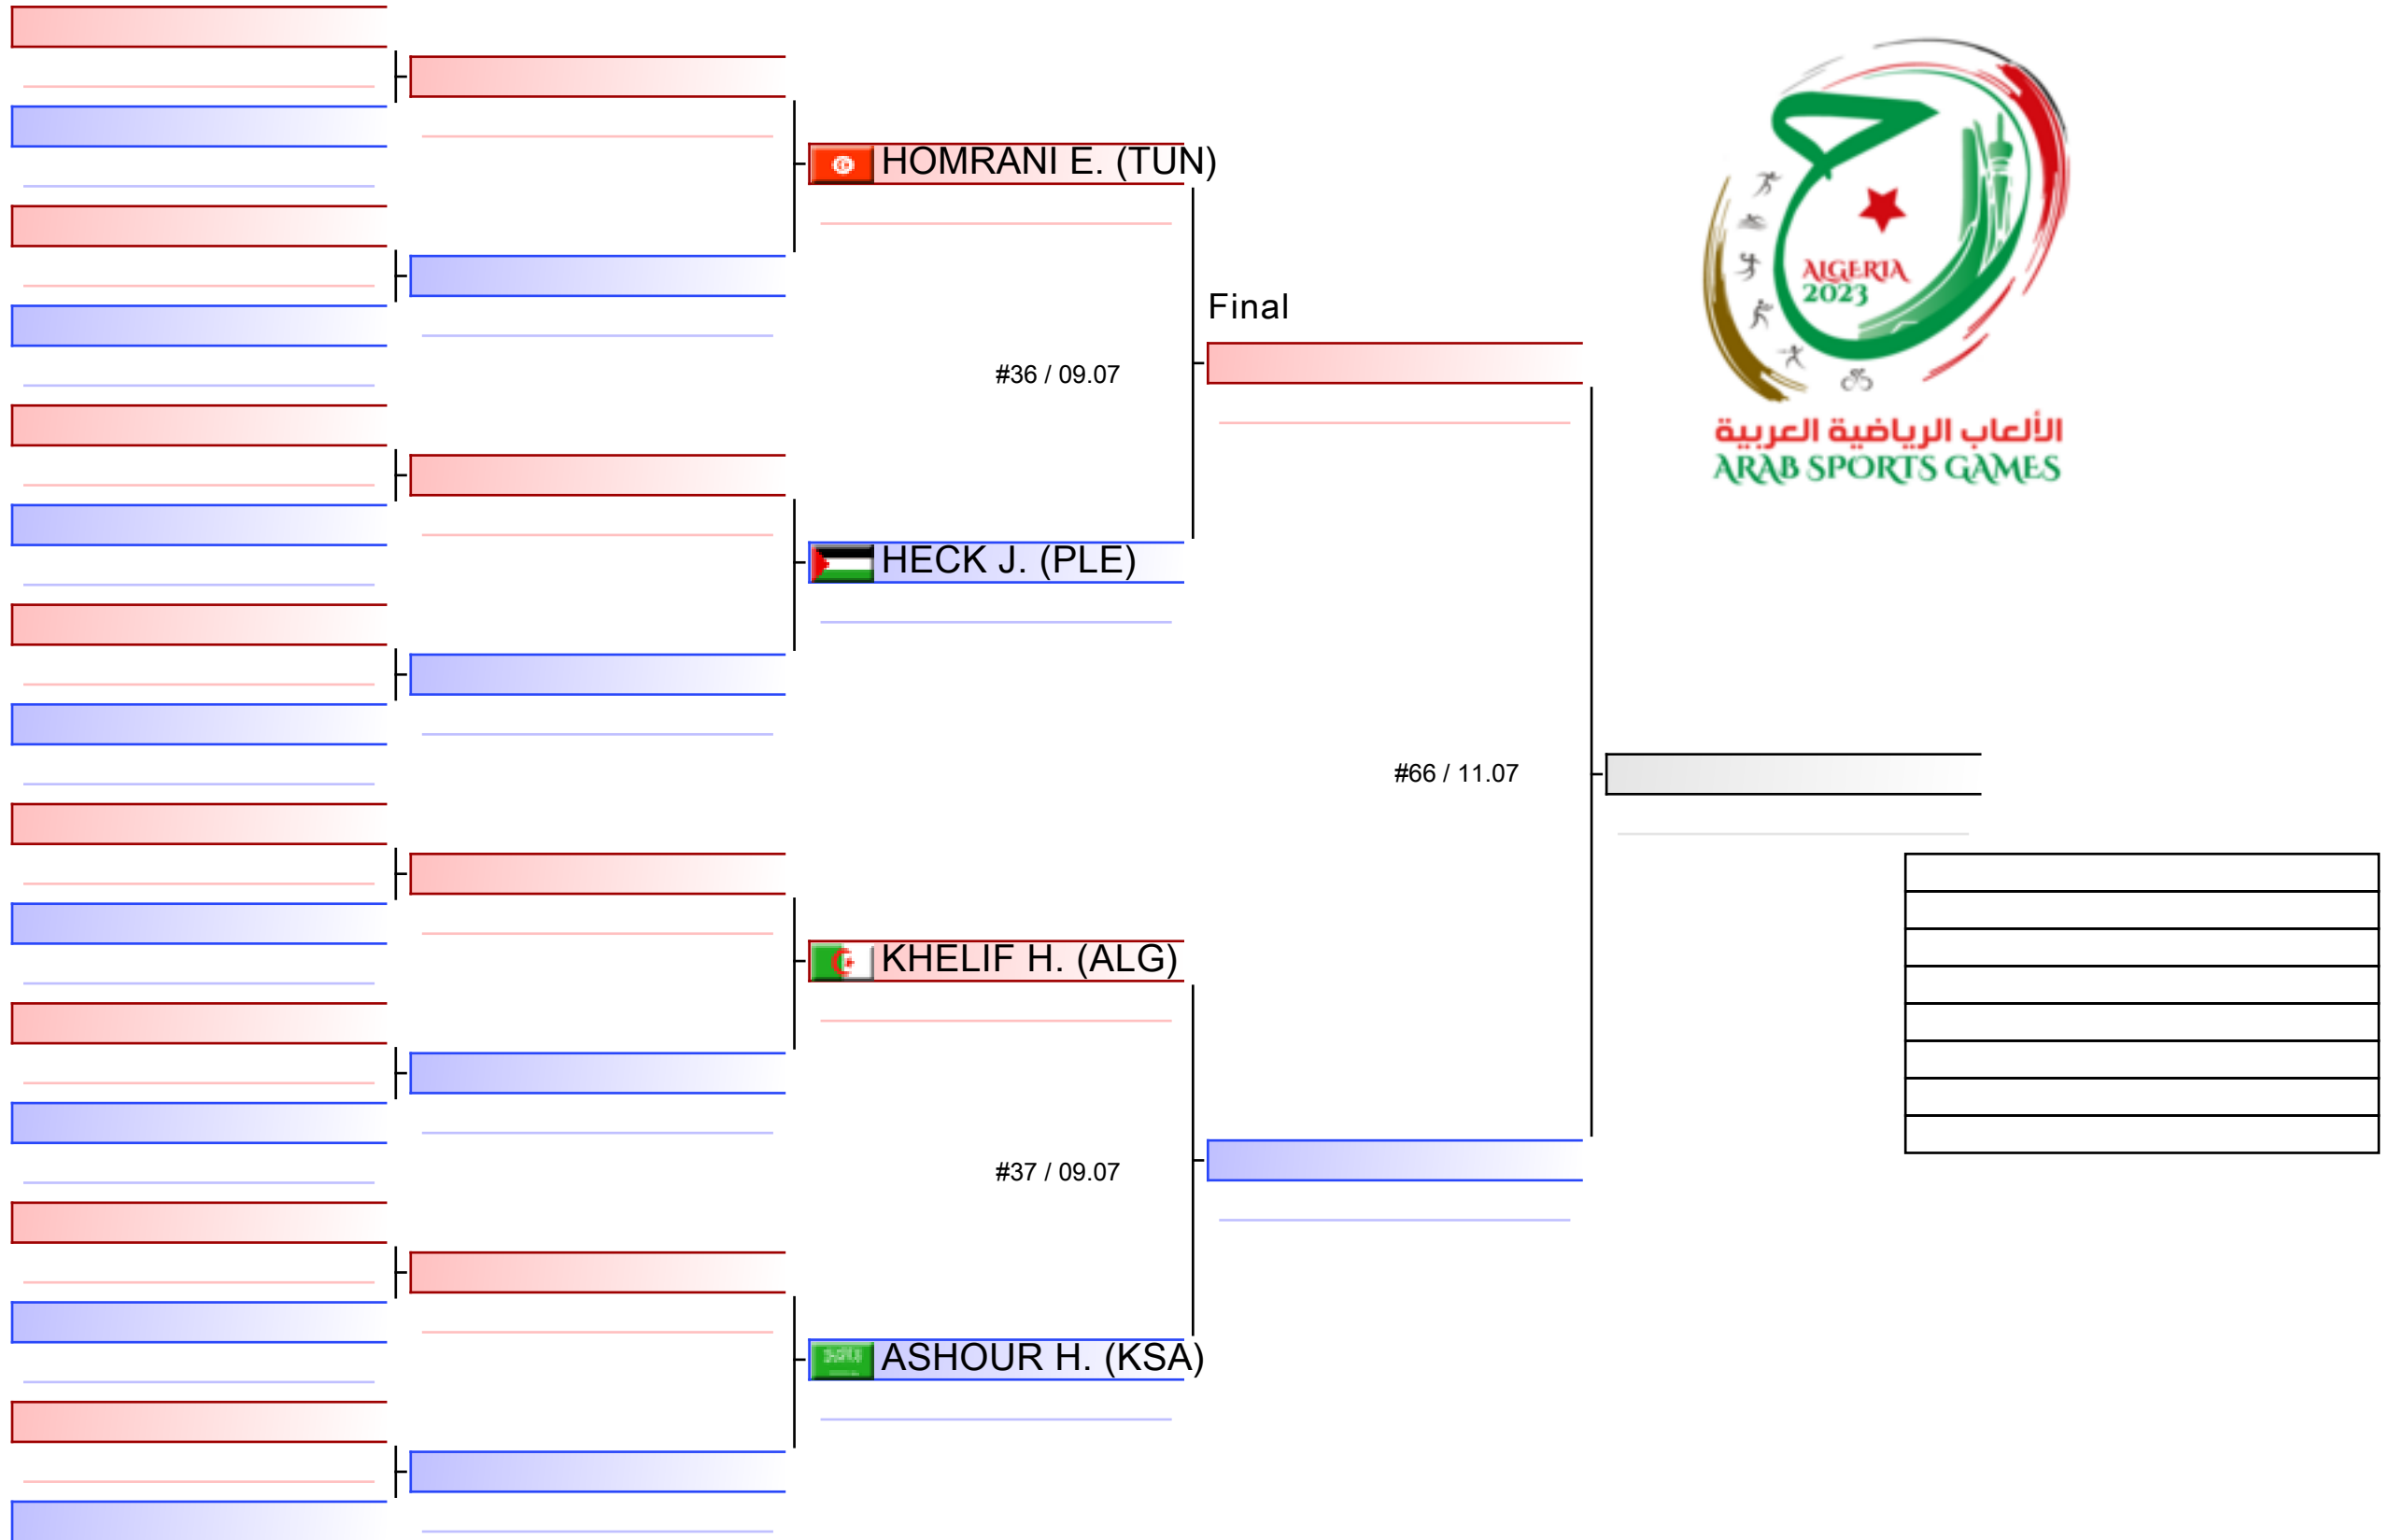 HOMRANI E. (TUN)
ALGERIA
2023
Final
#36 / 09.07
الألعاب الرياضية العربية
ARAB SPORTS GAMES
HECK J. (PLE)
#66 / 11.07
KHELIF H. (ALG)
#37 / 09.07
ASHOUR H. (KSA)